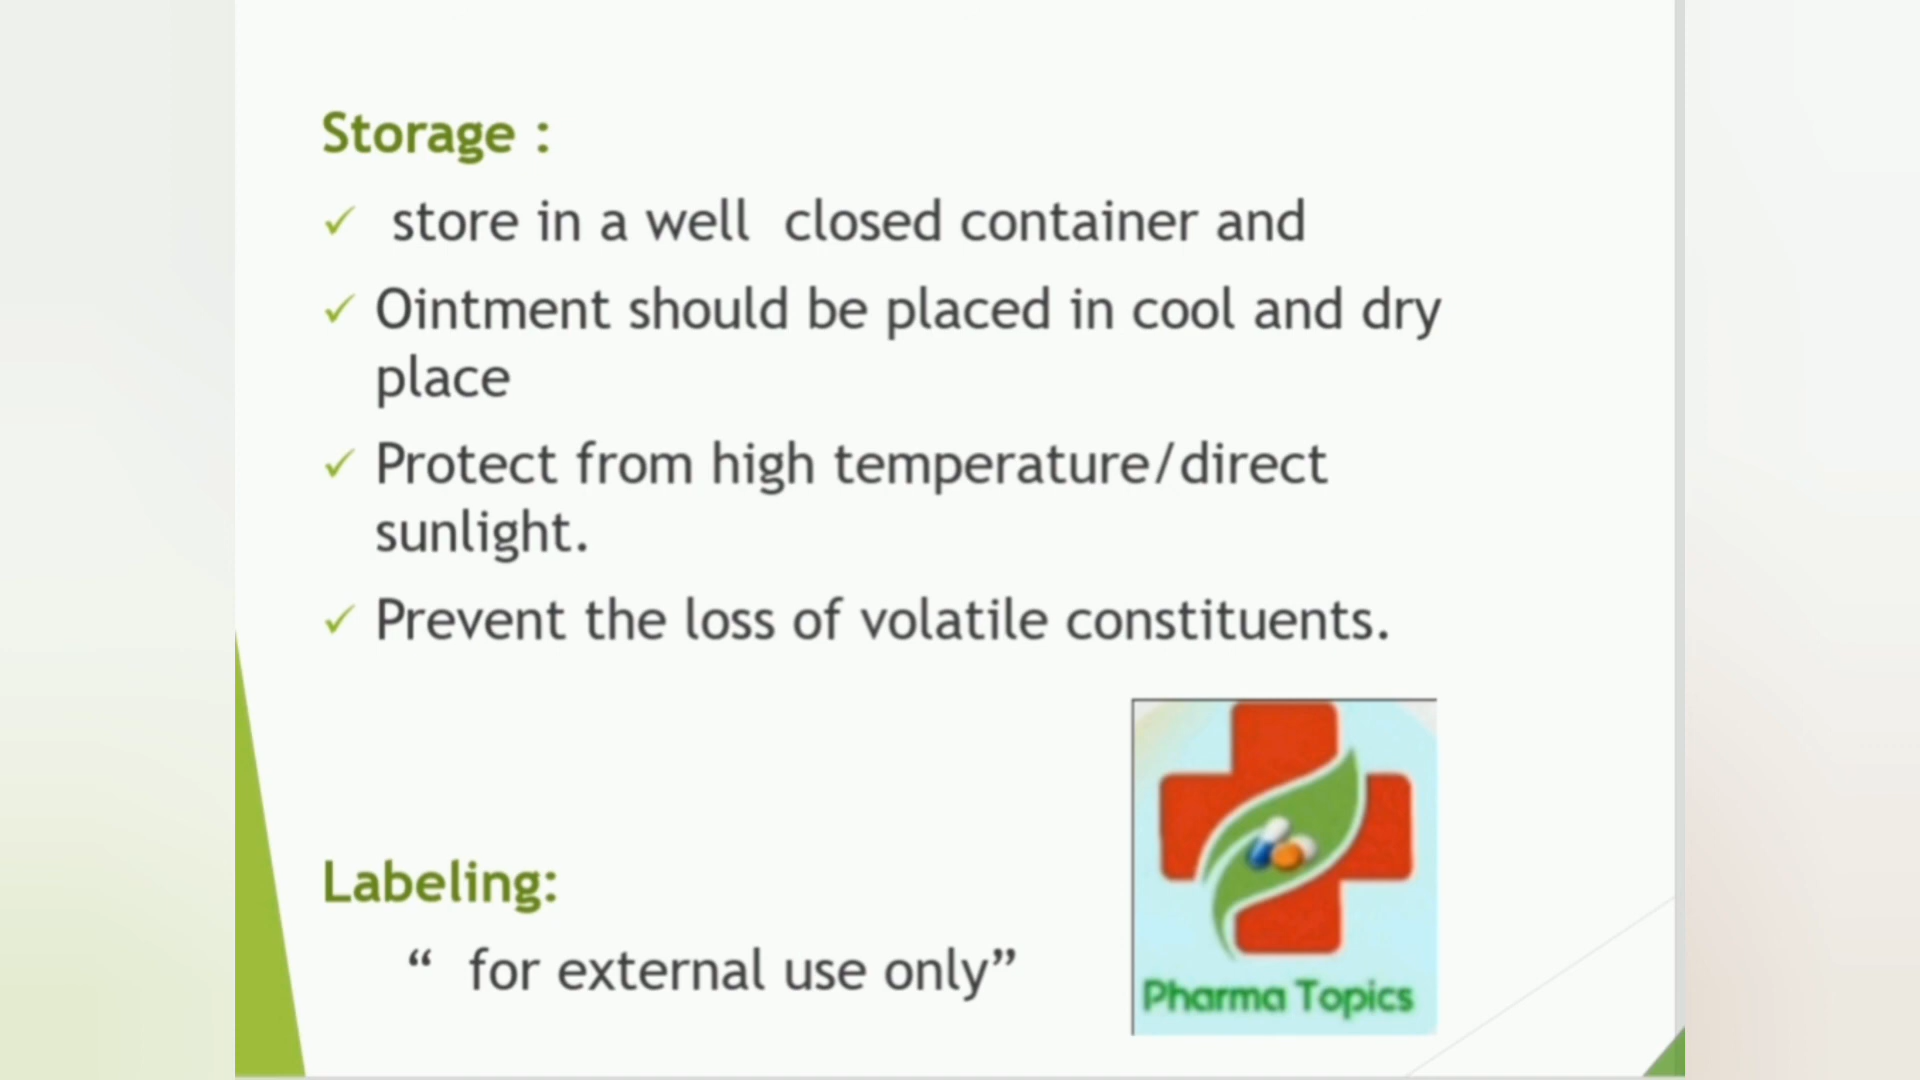 Storage :
✓ store in a well closed container and
✓ Ointment should be placed in cool and dry
place
✓ Protect from high temperature/direct
sunlight.
✓ Prevent the loss of volatile constituents.
Labeling:
“ for external use only”
Pharma Topics